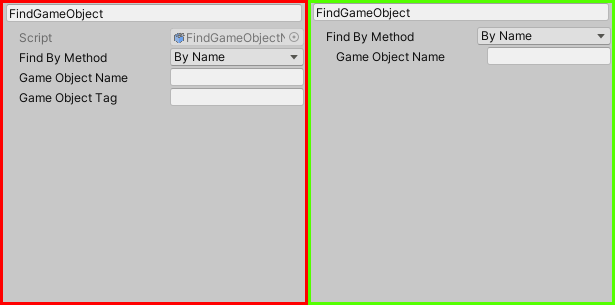 FindGameObject
Script FindGameObjectN
Find By Method By Name
Game Object Name
Game Object Tag
FindGameObject
Find By Method By Name
Game Object Name